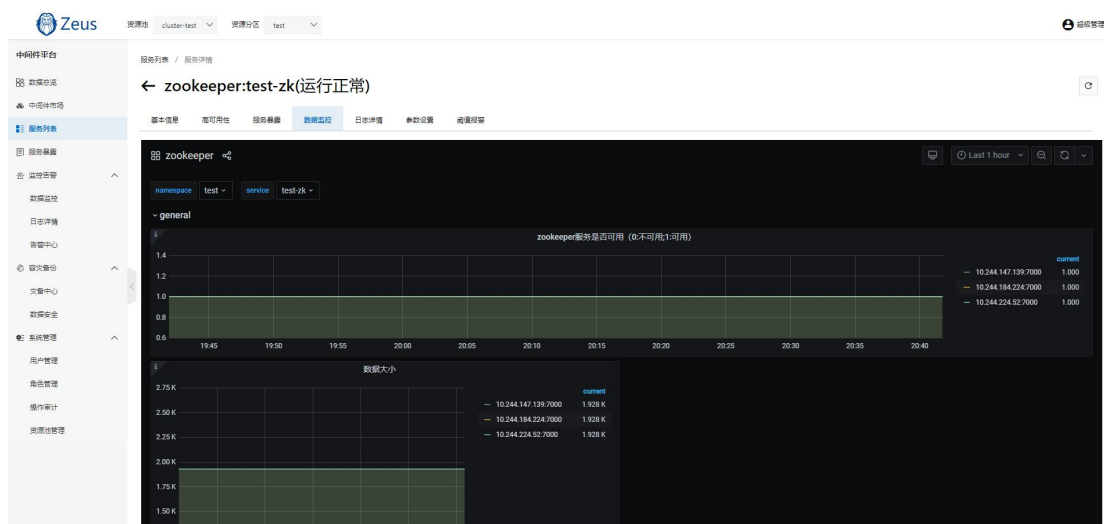 Zeus
资源池 cluster-test 资源分区 test
超级管理
中间件平台
数据总览
中间件市场
服务列表
服务暴露
监控告警
数据监控
日志详情
告警中心
容灾备份
灾备中心
数据安全
系统管理
用户管理
角色管理
操作审计
资源池管理
服务列表 / 服务详情
← zookeeper:test-zk(运行正常)
基本信息 高可用性 服务暴露 数据监控 日志详情 参数设置 阈值报警
zookeeper
Last 1 hour
namespace test service test-zk
general
zookeeper服务是否可用（0:不可用;1:可用）
1.4
1.2
1.0
0.8
0.6
19:45 19:50 19:55 20:00 20:05 20:10 20:15 20:20 20:25 20:30 20:35 20:40
current
10.244.147.139:7000 1.000
10.244.184.224:7000 1.000
10.244.224.52:7000 1.000
数据大小
2.75 K
2.50 K
2.25 K
2.00 K
1.75 K
1.50 K
current
10.244.147.139:7000 1.928 K
10.244.184.224:7000 1.928 K
10.244.224.52:7000 1.928 K